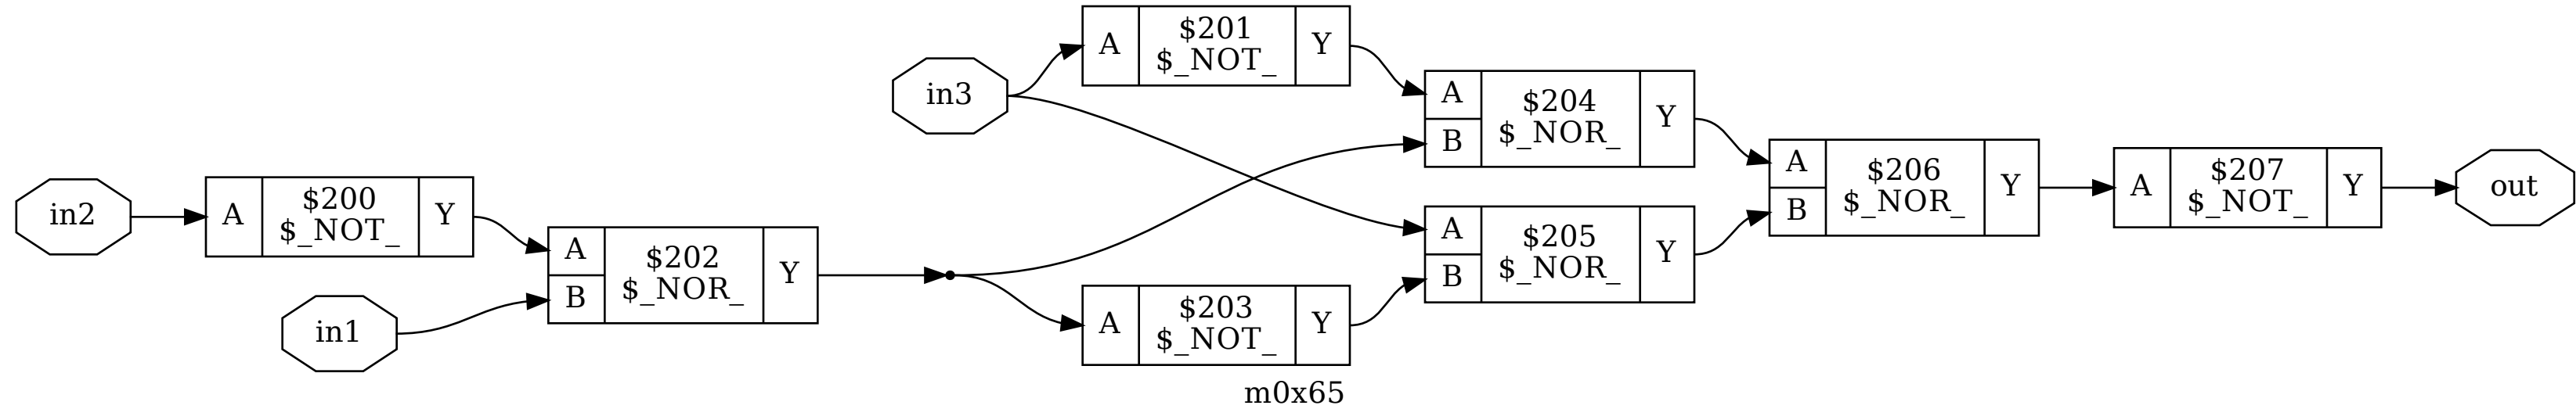 in3
A
$201
$_NOT_
Y
in2
A
$200
$_NOT_
Y
in1
A
B
$202
$_NOR_
Y
A
$203
$_NOT_
Y
A
B
$204
$_NOR_
Y
A
B
$205
$_NOR_
Y
A
B
$206
$_NOR_
Y
A
$207
$_NOT_
Y
out
m0x65